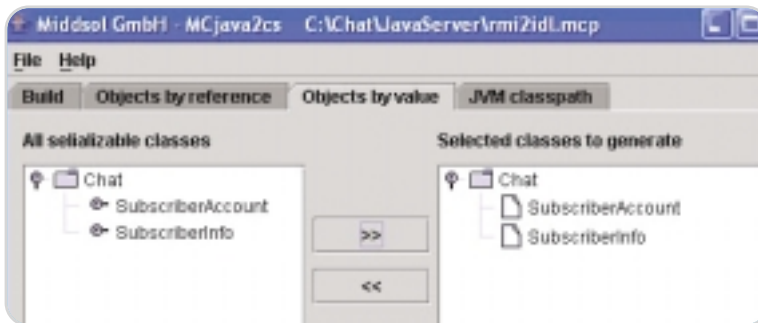 Middsol GmbH - MCjava2cs C:\Chat\JavaServer\rmi2idl.mcp
File Help
Build Objects by reference Objects by value JVM classpath
All selializable classes
Selected classes to generate
Chat
SubscriberAccount
SubscriberInfo
>>
<<
Chat
SubscriberAccount
SubscriberInfo